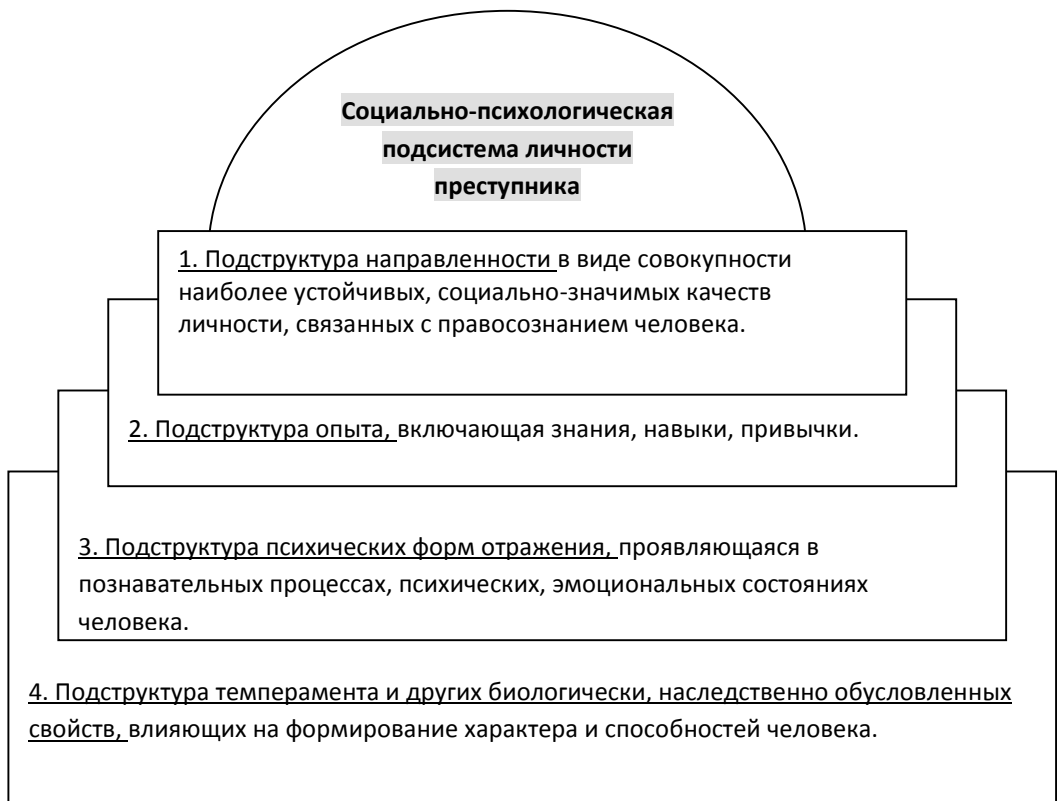 Социально-психологическая
подсистема личности
преступника
1. Подструктура направленности в виде совокупности
наиболее устойчивых, социально-значимых качеств
личности, связанных с правосознанием человека.
2. Подструктура опыта, включающая знания, навыки, привычки.
3. Подструктура психических форм отражения, проявляющаяся в
познавательных процессах, психических, эмоциональных состояниях
человека.
4. Подструктура темперамента и других биологически, наследственно обусловленных
свойств, влияющих на формирование характера и способностей человека.